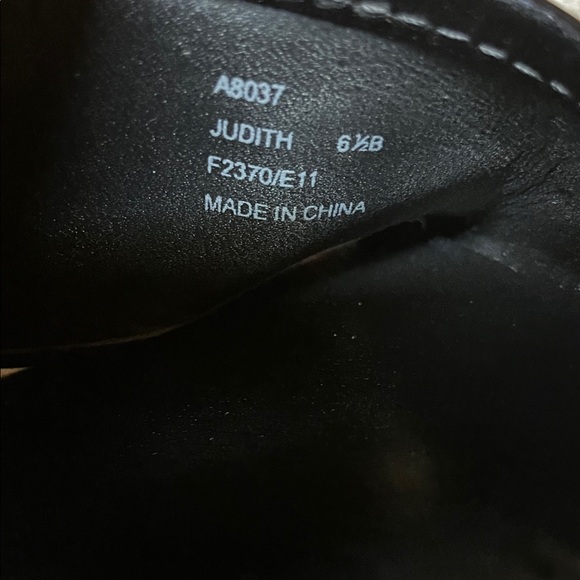 A8037
JUDITH 6½B
F2370/E11
MADE IN CHINA